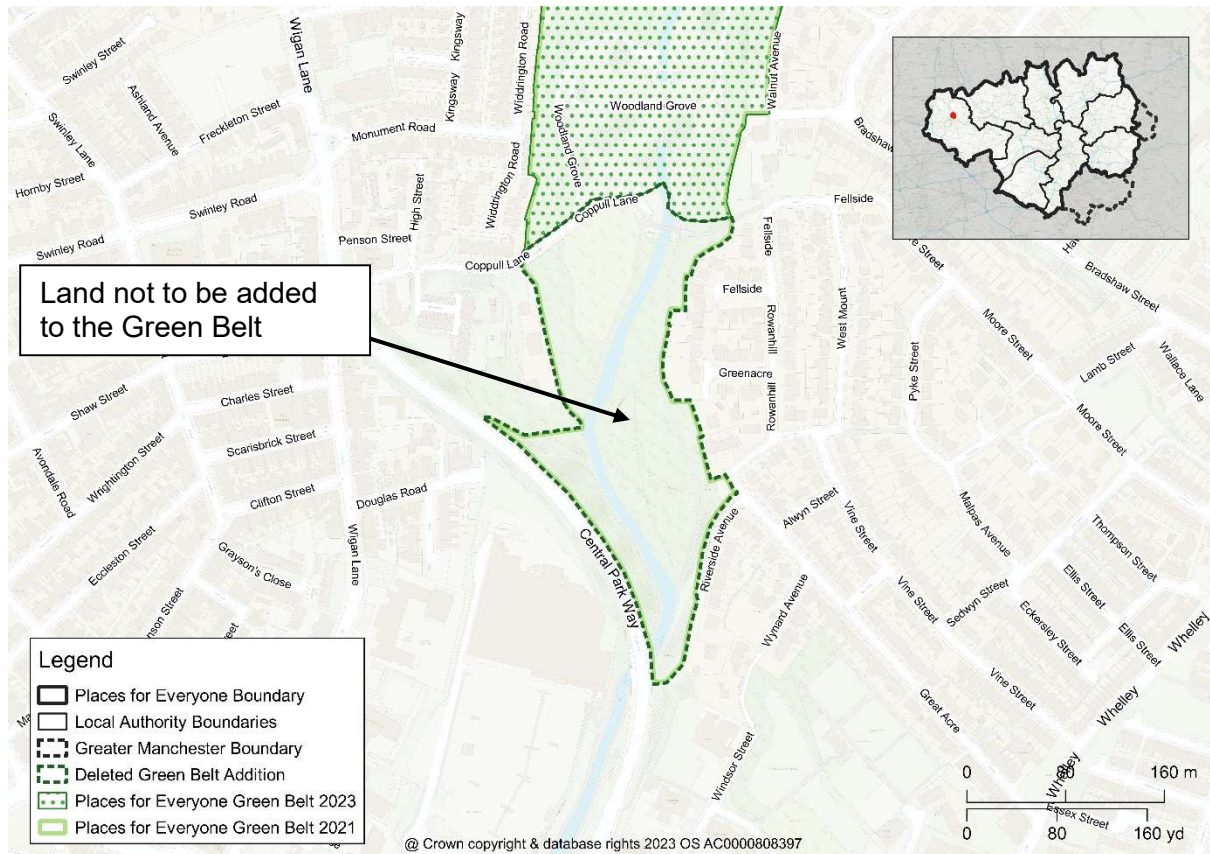 Swinley Street
Ashland Avenue
Freckleton Street
Wigan Lane
Kingsway
Kingsway
Widdrington Road
Monument Road
Swinley Lane
Hornby Street
Swinley Road
Swinley Road
High Street
Penson Street
Widdrington Road
Coppull Lane
Coppull Lane
Woodland Grove
Woodland Grove
Walnut Avenue
Fellside
Fellside
Fellside
Bradshaw Street
Land not to be added
to the Green Belt
Greenacre
Rowanhill
Rowanhill
West Mount
Pyke Street
Moore Street
Moore Street
Lamb Street
Wallace Lane
Shaw Street
Charles Street
Scarisbrick Street
Wrightington Street
Avondale Road
Clifton Street
Douglas Road
Eccleston Street
Grayson's Close
Wigan Lane
Central Park Way
Riverside Avenue
Alwyn Street
Vine Street
Vine Street
Vine Street
Wynard Avenue
Windsor Street
Great Acre
Malpas Avenue
Sedwyn Street
Eckersley Street
Thompson Street
Ellis Street
Ellis Street
Whelley
Whelley
Whelley
Essex Street
Legend
Places for Everyone Boundary
Local Authority Boundaries
Greater Manchester Boundary
Deleted Green Belt Addition
Places for Everyone Green Belt 2023
Places for Everyone Green Belt 2021
0 80 160 m
0 80 160 yd
@ Crown copyright & database rights 2023 OS AC0000808397